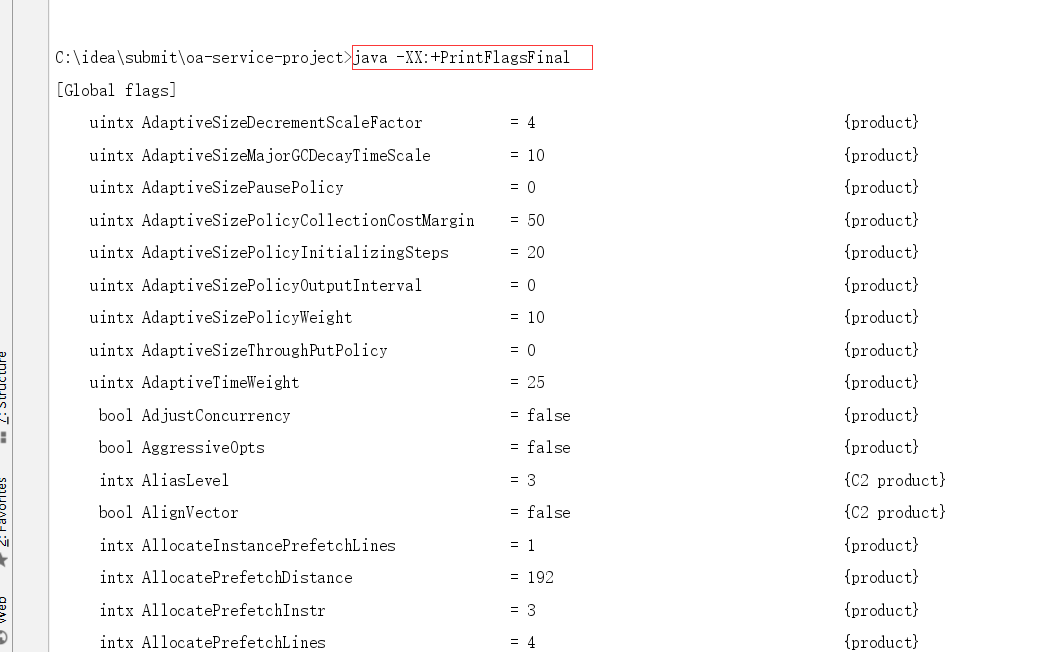 C:\idea\submit\oa-service-project>java -XX:+PrintFlagsFinal
[Global flags]
uintx AdaptiveSizeDecrementScaleFactor = 4 {product}
uintx AdaptiveSizeMajorGCDecayTimeScale = 10 {product}
uintx AdaptiveSizePausePolicy = 0 {product}
uintx AdaptiveSizePolicyCollectionCostMargin = 50 {product}
uintx AdaptiveSizePolicyInitializingSteps = 20 {product}
uintx AdaptiveSizePolicyOutputInterval = 0 {product}
uintx AdaptiveSizePolicyWeight = 10 {product}
uintx AdaptiveSizeThroughPutPolicy = 0 {product}
uintx AdaptiveTimeWeight = 25 {product}
bool AdjustConcurrency = false {product}
bool AggressiveOpts = false {product}
intx AliasLevel = 3 {C2 product}
bool AlignVector = false {C2 product}
intx AllocateInstancePrefetchLines = 1 {product}
intx AllocatePrefetchDistance = 192 {product}
intx AllocatePrefetchInstr = 3 {product}
intx AllocatePrefetchLines = 4 {product}
7: Structure
2: Favorites
Web